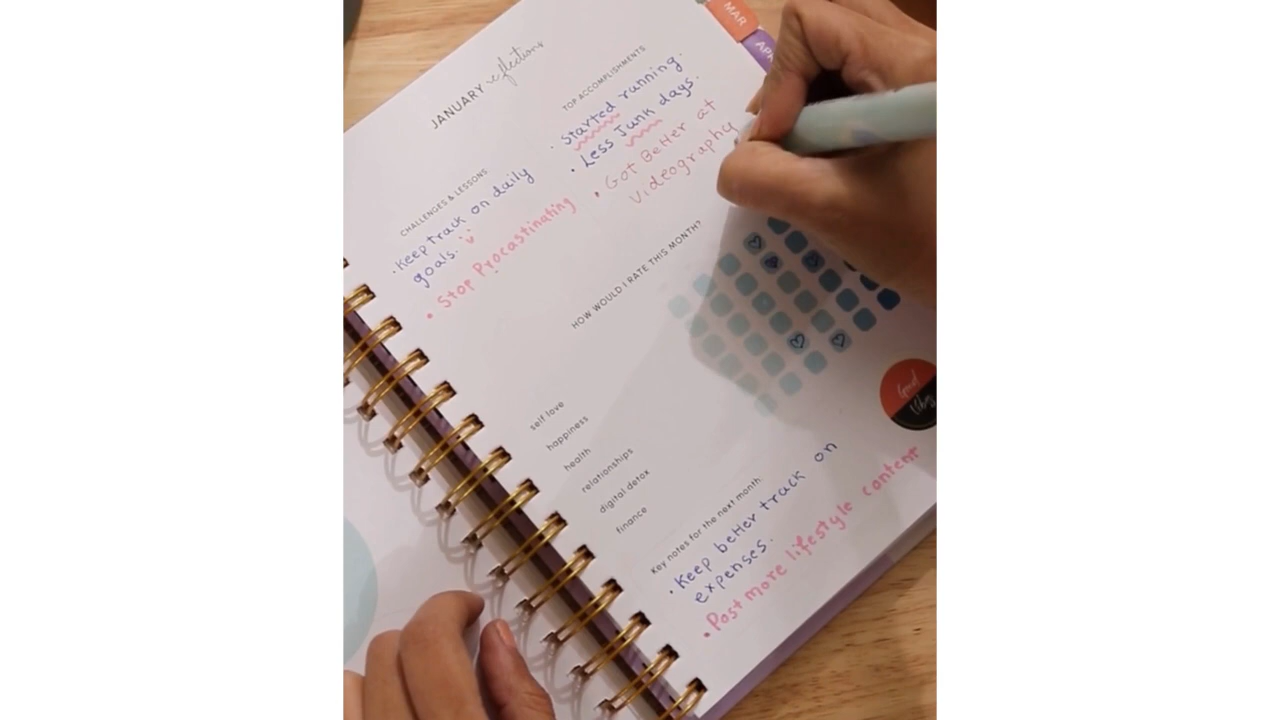 MAR
APR
JANUARY reflections
CHALLENGES & LESSONS
• Keep track on daily
goals.
• Stop Procastinating
TOP ACCOMPLISHMENTS
• Started running.
• Less Junk days.
• Got Better at
videography
HOW WOULD I RATE THIS MONTH?
self love
happiness
health
relationships
digital detox
finance
Key notes for the next month
• Keep better track on
expenses.
• Post more lifestyle content
Good
Vibes